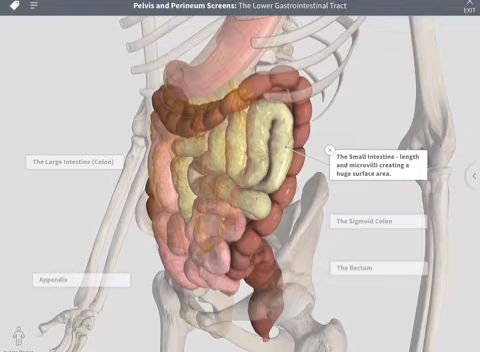 Pelvis and Perineum Screens: The Lower Gastrointestinal Tract
EXIT
The Large Intestine (Colon)
The Small Intestine - length
and microvilli creating a
huge surface area.
The Sigmoid Colon
The Rectum
Appendix